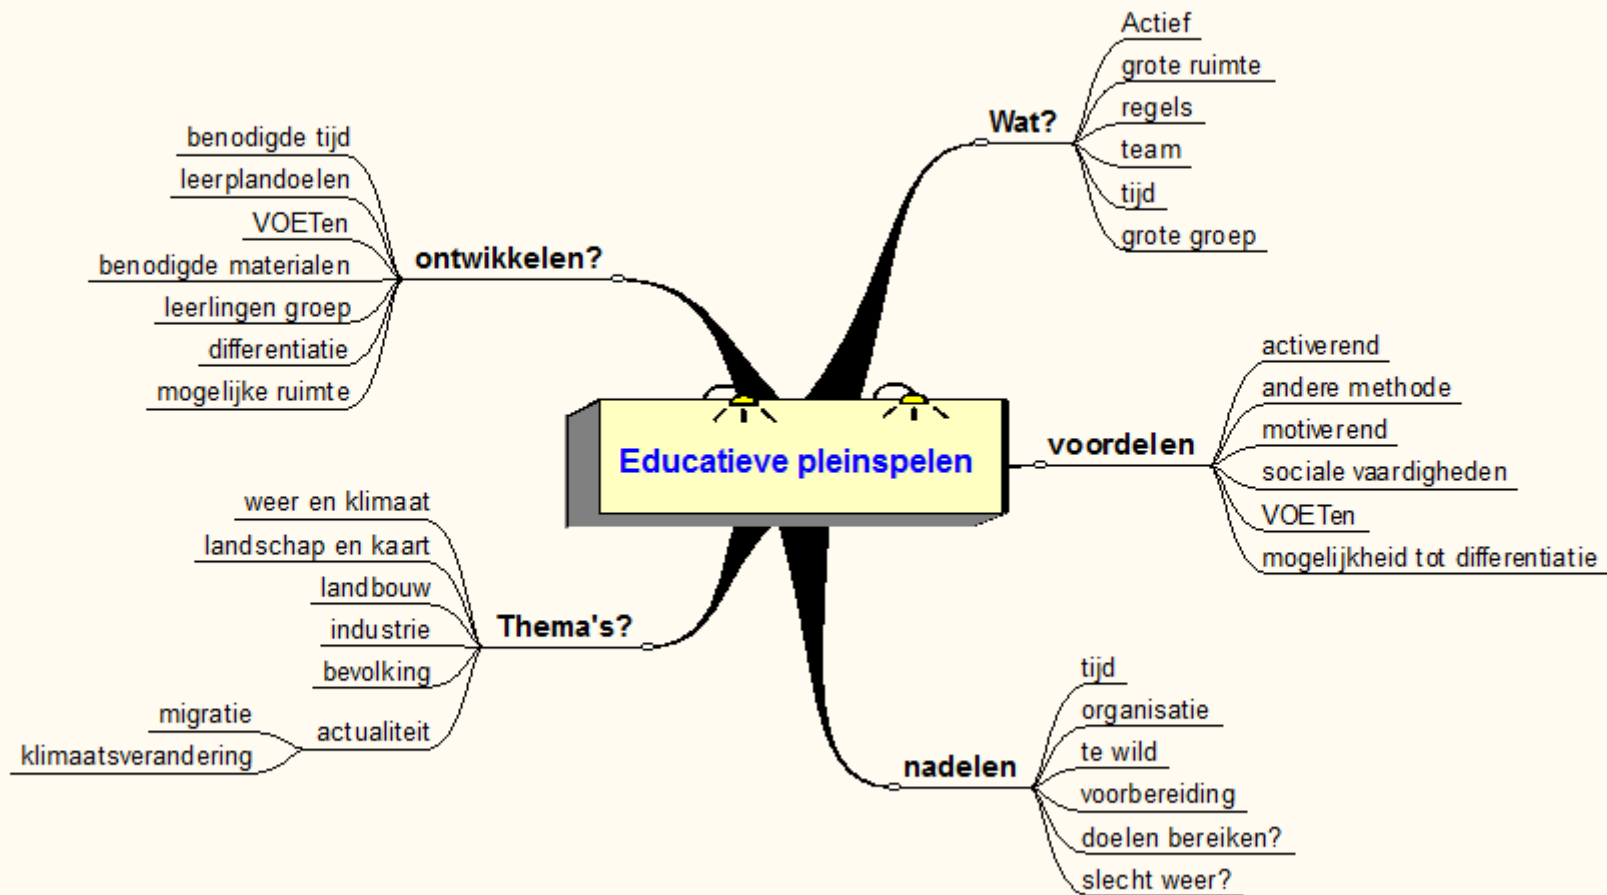 Educatieve pleinspelen
Wat?
Actief
grote ruimte
regels
team
tijd
grote groep
voordelen
activerend
andere methode
motiverend
sociale vaardigheden
VOETen
mogelijkheid tot differentiatie
nadelen
tijd
organisatie
te wild
voorbereiding
doelen bereiken?
slecht weer?
Thema's?
weer en klimaat
landschap en kaart
landbouw
industrie
bevolking
actualiteit
migratie
klimaatsverandering
ontwikkelen?
benodigde tijd
leerplandoelen
VOETen
benodigde materialen
leerlingen groep
differentiatie
mogelijke ruimte